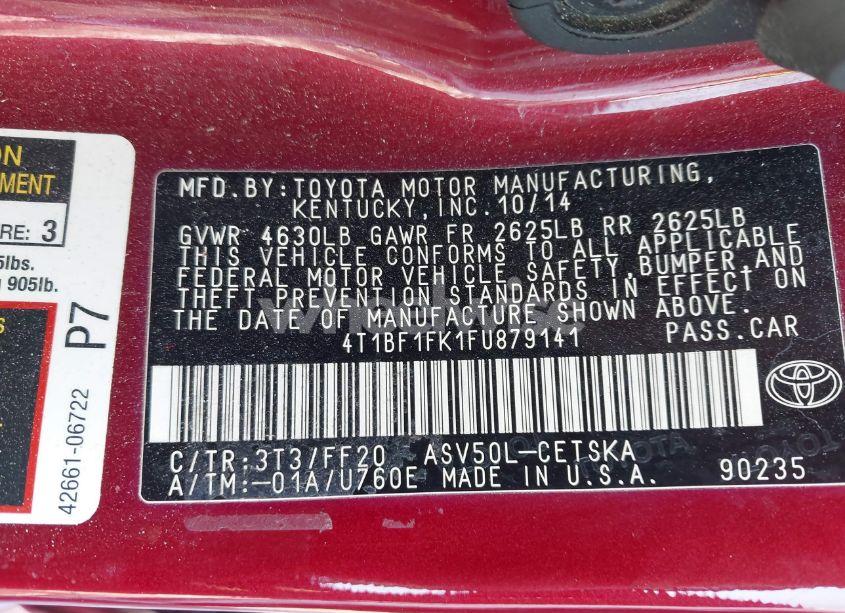 ON
MENT
RE: 3
5lbs.
905lb.
P7
42661-06722
MFD. BY: TOYOTA MOTOR MANUFACTURING,
KENTUCKY, INC. 10/14
GVWR 4630LB GAWR FR 2625LB RR 2625LB
THIS VEHICLE CONFORMS TO ALL APPLICABLE
FEDERAL MOTOR VEHICLE SAFETY, BUMPER, AND
THEFT PREVENTION STANDARDS IN EFFECT ON
THE DATE OF MANUFACTURE SHOWN ABOVE.
4T1BF1FK1FU879141 PASS. CAR
C/TR: 3T3/FF20 ASV50L-CETSKA
A/TM: -01A/U760E MADE IN U.S.A. 90235